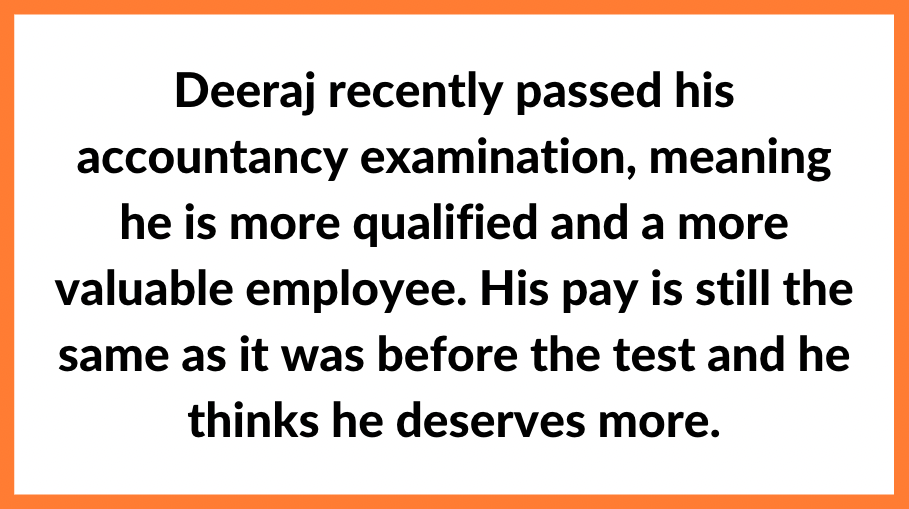 Deeraj recently passed his
accountancy examination, meaning
he is more qualified and a more
valuable employee. His pay is still the
same as it was before the test and he
thinks he deserves more.